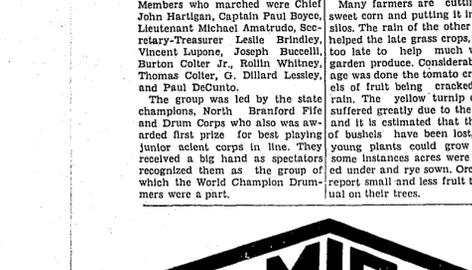 Members who marched were Chief
John Hartigan, Captain Paul Boyce,
Lieutenant Michael Amatrudo, Sec-
retary-Treasurer Leslie Brindley,
Vincent Lupone, Joseph Buccelli,
Burton Colter Jr., Rollin Whitney,
Thomas Colter, G. Dillard Lessley,
and Paul DeCunto.
The group was led by the state
champions, North Branford Fife
and Drum Corps who also was aw-
arded first prize for best playing
junior acient corps in line. They
received a big hand as spectators
recognized them as the group of
which the World Champion Drum-
mers were a part.
Many farmers are
sweet corn and putting it
silos. The rain of the other
helped the late grass crops,
too late to help much
garden produce.
age was done the tomato
els of fruit being cracked
rain. The yellow turnip
suffered greatly due to the
and it is estimated that
of bushels have been lost,
young plants could grow
some instances acres were
ed under and rye sown.
report small and less fruit
ual on their trees.